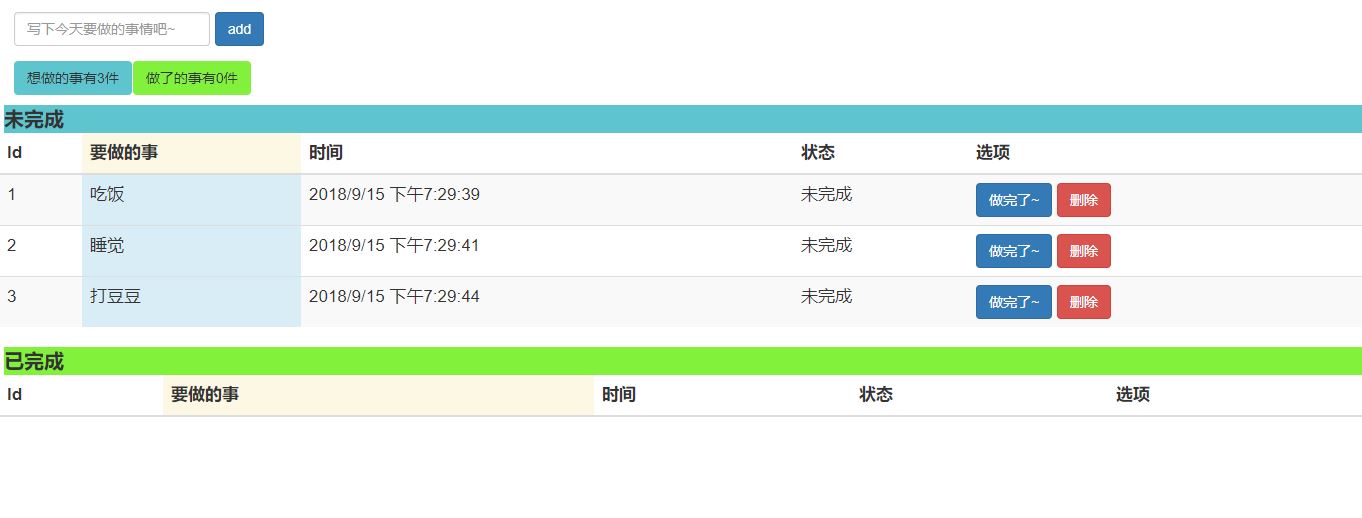 写下今天要做的事情吧~ add
想做的事有3件 做了的事有0件
未完成
Id 要做的事 时间 状态 选项
1 吃饭 2018/9/15 下午7:29:39 未完成 做完了~ 删除
2 睡觉 2018/9/15 下午7:29:41 未完成 做完了~ 删除
3 打豆豆 2018/9/15 下午7:29:44 未完成 做完了~ 删除
已完成
Id 要做的事 时间 状态 选项